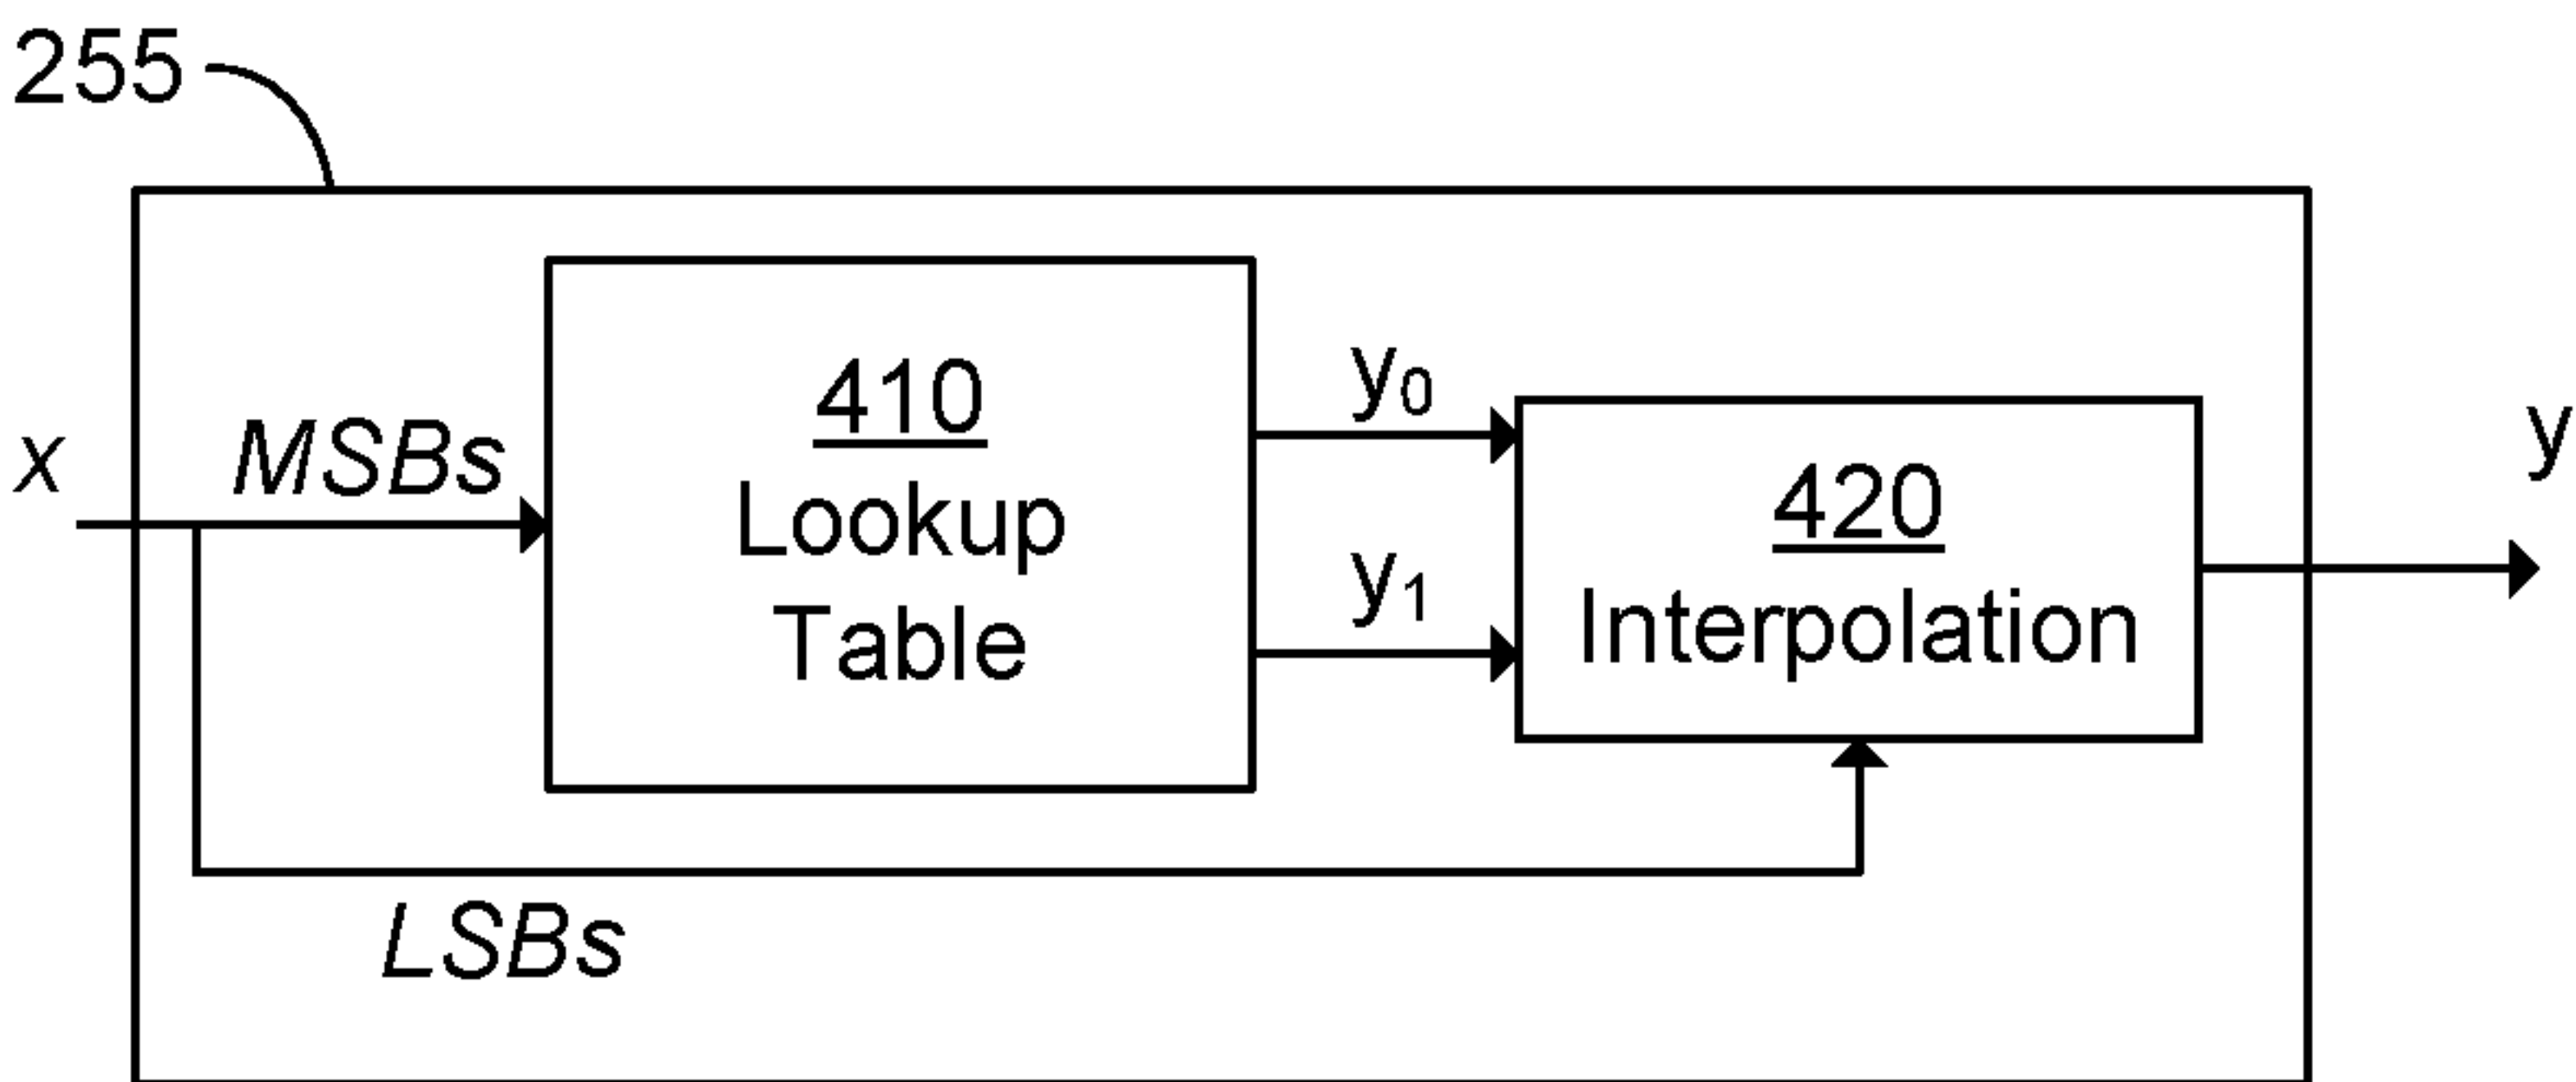 255
x
MSBs
410
Lookup
Table
y₀
y₁
420
Interpolation
y
LSBs